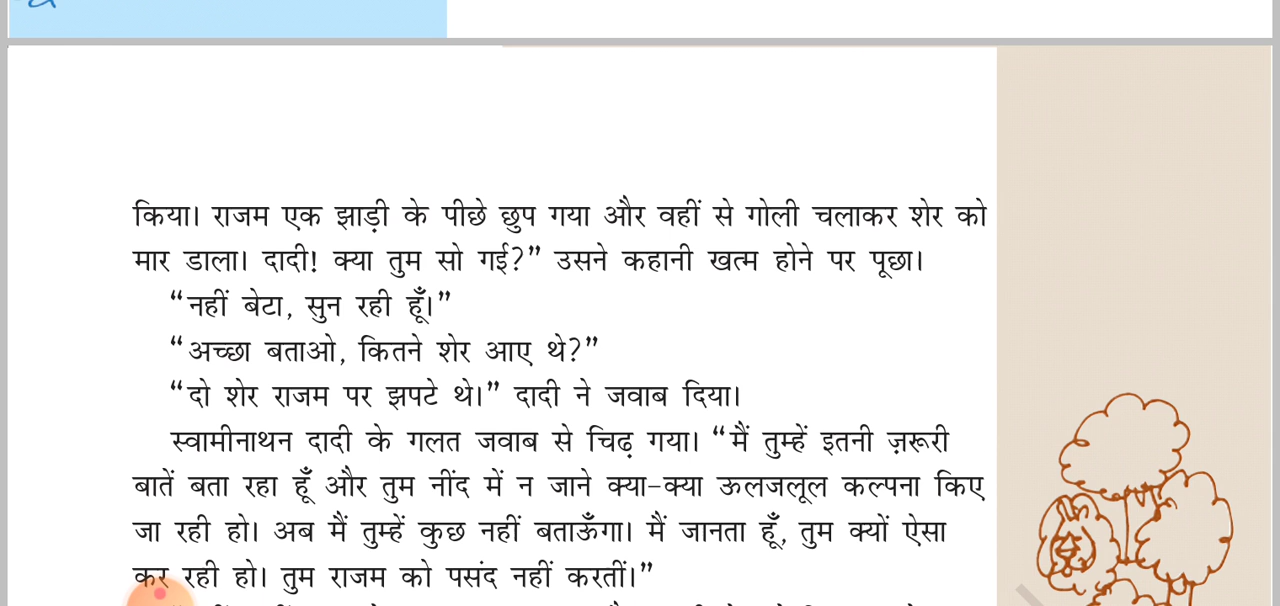 किया। राजम एक झाड़ी के पीछे छुप गया और वहीं से गोली चलाकर शेर को
मार डाला। दादी! क्या तुम सो गई?” उसने कहानी खत्म होने पर पूछा।
“नहीं बेटा, सुन रही हूँ।”
“अच्छा बताओ, कितने शेर आए थे?”
“दो शेर राजम पर झपटे थे।” दादी ने जवाब दिया।
स्वामीनाथन दादी के गलत जवाब से चिढ़ गया। “मैं तुम्हें इतनी ज़रूरी
बातें बता रहा हूँ और तुम नींद में न जाने क्या-क्या ऊलजलूल कल्पना किए
जा रही हो। अब मैं तुम्हें कुछ नहीं बताऊँगा। मैं जानता हूँ, तुम क्यों ऐसा
कर रही हो। तुम राजम को पसंद नहीं करतीं।”